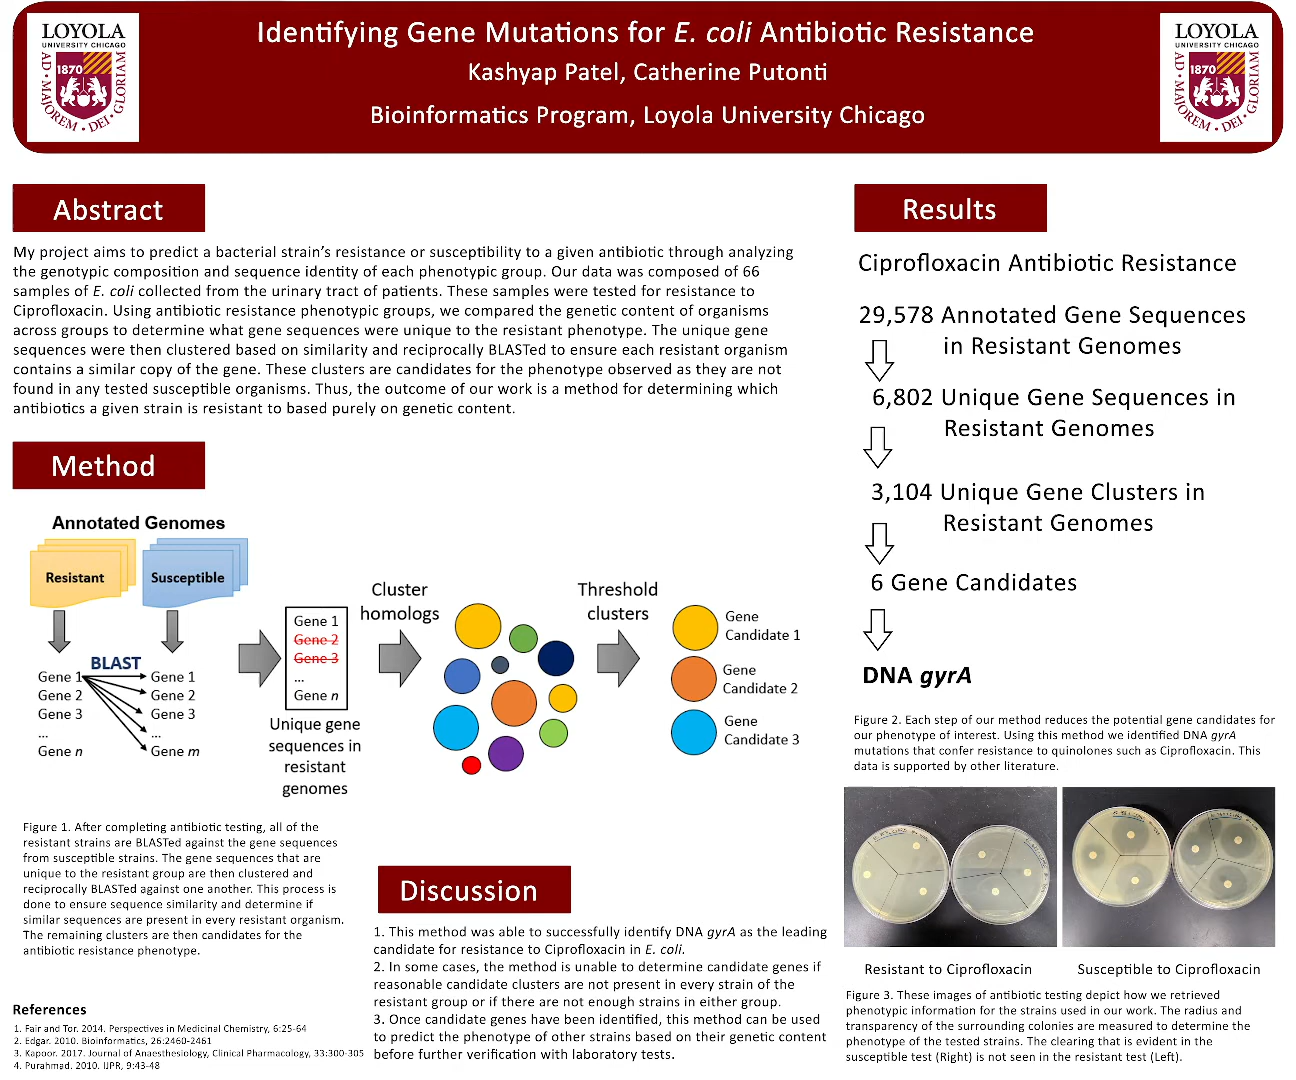 LOYOLA
UNIVERSITY CHICAGO
1870
AD • MAJOREM • DEI • GLORIAM
Identifying Gene Mutations for E. coli Antibiotic Resistance
Kashyap Patel, Catherine Putonti
Bioinformatics Program, Loyola University Chicago
LOYOLA
UNIVERSITY CHICAGO
1870
AD • MAJOREM • DEI • GLORIAM
Abstract
My project aims to predict a bacterial strain's resistance or susceptibility to a given antibiotic through analyzing
the genotypic composition and sequence identity of each phenotypic group. Our data was composed of 66
samples of E. coli collected from the urinary tract of patients. These samples were tested for resistance to
Ciprofloxacin. Using antibiotic resistance phenotypic groups, we compared the genetic content of organisms
across groups to determine what gene sequences were unique to the resistant phenotype. The unique gene
sequences were then clustered based on similarity and reciprocally BLASTed to ensure each resistant organism
contains a similar copy of the gene. These clusters are candidates for the phenotype observed as they are not
found in any tested susceptible organisms. Thus, the outcome of our work is a method for determining which
antibiotics a given strain is resistant to based purely on genetic content.
Method
Annotated Genomes
Resistant
Susceptible
BLAST
Gene 1
Gene 2
Gene 3
...
Gene n
Gene 1
Gene 2
Gene 3
...
Gene m
Gene 1
Gene 2
Gene 3
...
Gene n
Unique gene
sequences in
resistant
genomes
Cluster
homologs
Threshold
clusters
Gene
Candidate 1
Gene
Candidate 2
Gene
Candidate 3
Figure 1. After completing antibiotic testing, all of the
resistant strains are BLASTed against the gene sequences
from susceptible strains. The gene sequences that are
unique to the resistant group are then clustered and
reciprocally BLASTed against one another. This process is
done to ensure sequence similarity and determine if
similar sequences are present in every resistant organism.
The remaining clusters are then candidates for the
antibiotic resistance phenotype.
References
1. Fair and Tor. 2014. Perspectives in Medicinal Chemistry, 6:25-64
2. Edgar. 2010. Bioinformatics, 26:2460-2461
3. Kapoor. 2017. Journal of Anaesthesiology, Clinical Pharmacology, 33:300-305
4. Purahmad. 2010. IJPR, 9:43-48
Discussion
1. This method was able to successfully identify DNA gyrA as the leading
candidate for resistance to Ciprofloxacin in E. coli.
2. In some cases, the method is unable to determine candidate genes if
reasonable candidate clusters are not present in every strain of the
resistant group or if there are not enough strains in either group.
3. Once candidate genes have been identified, this method can be used
to predict the phenotype of other strains based on their genetic content
before further verification with laboratory tests.
Results
Ciprofloxacin Antibiotic Resistance
29,578 Annotated Gene Sequences
in Resistant Genomes
6,802 Unique Gene Sequences in
Resistant Genomes
3,104 Unique Gene Clusters in
Resistant Genomes
6 Gene Candidates
DNA gyrA
Figure 2. Each step of our method reduces the potential gene candidates for
our phenotype of interest. Using this method we identified DNA gyrA
mutations that confer resistance to quinolones such as Ciprofloxacin. This
data is supported by other literature.
Resistant to Ciprofloxacin
Susceptible to Ciprofloxacin
Figure 3. These images of antibiotic testing depict how we retrieved
phenotypic information for the strains used in our work. The radius and
transparency of the surrounding colonies are measured to determine the
phenotype of the tested strains. The clearing that is evident in the
susceptible test (Right) is not seen in the resistant test (Left).